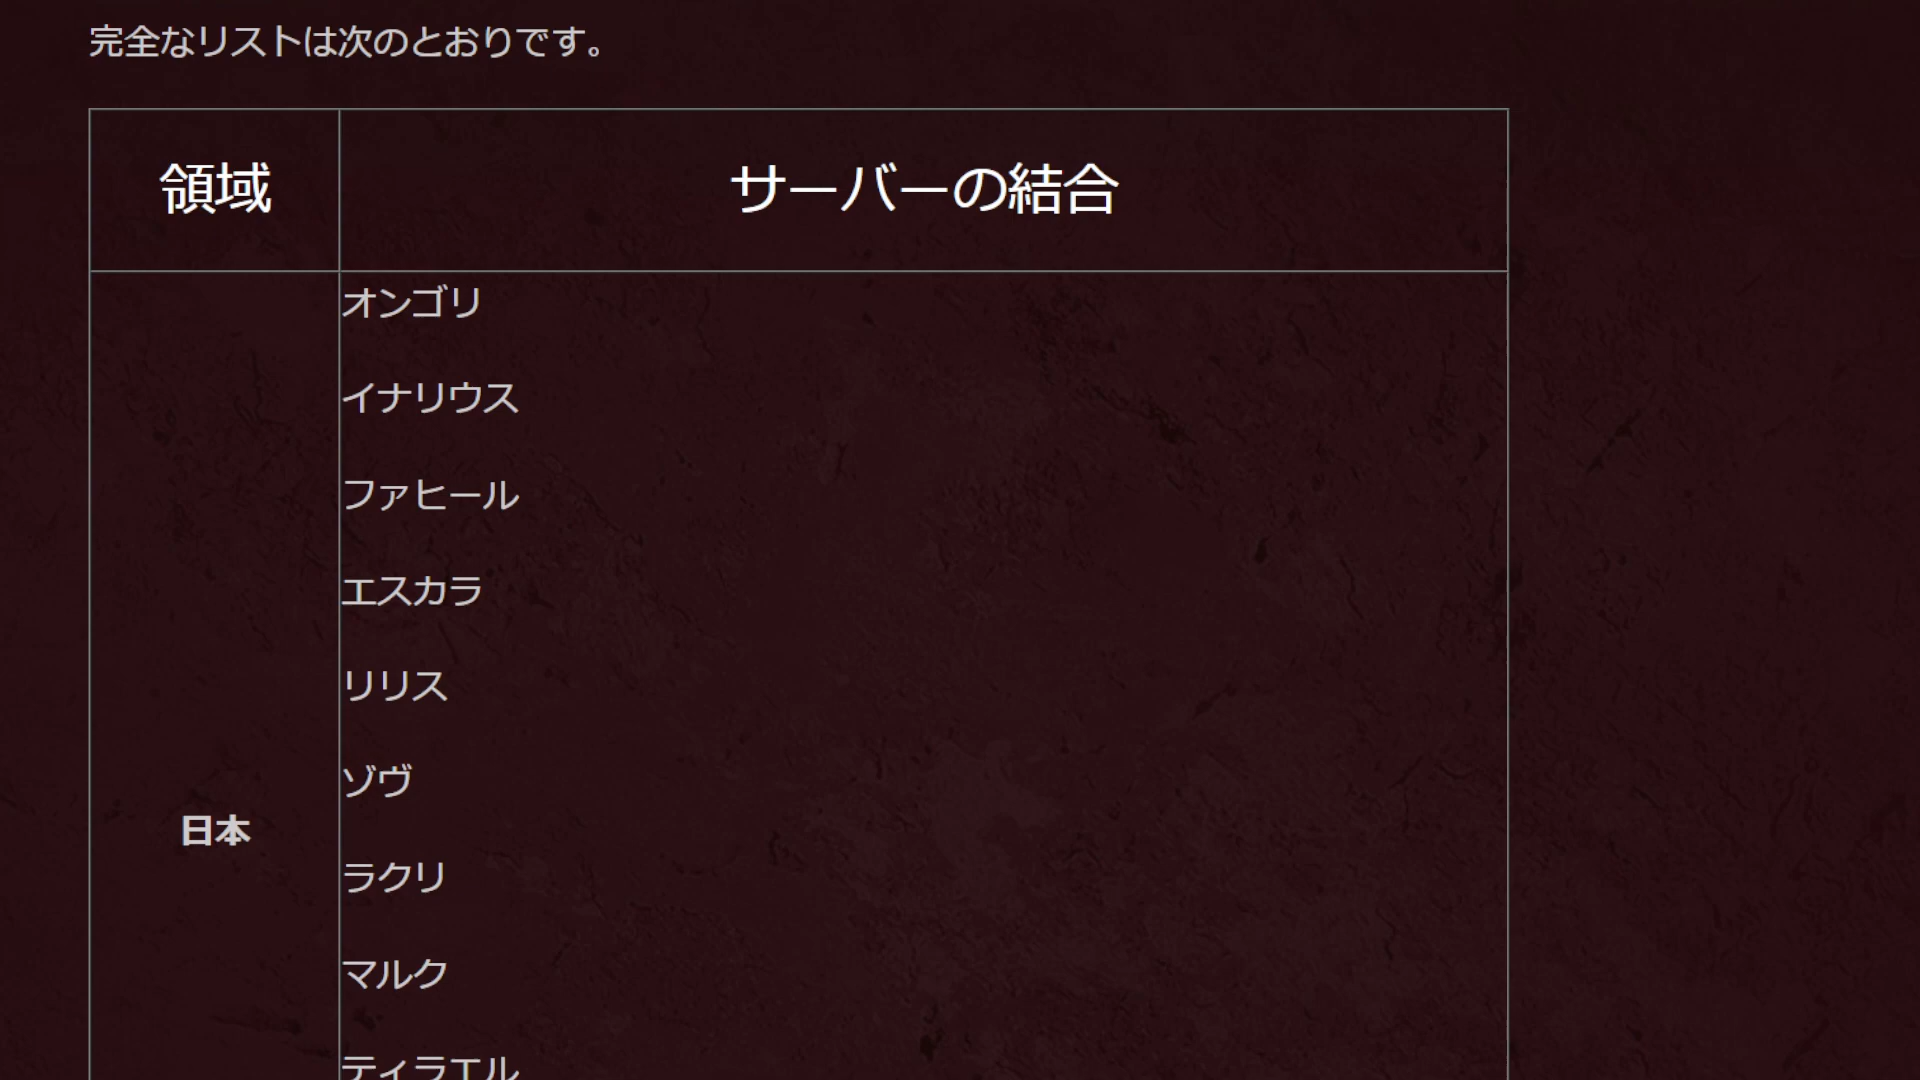 完全なリストは次のとおりです。
領域
サーバーの結合
オンゴリ
イナリウス
ファヒール
エスカラ
リリス
ゾヴ
日本
ラクリ
マルク
ティラエル